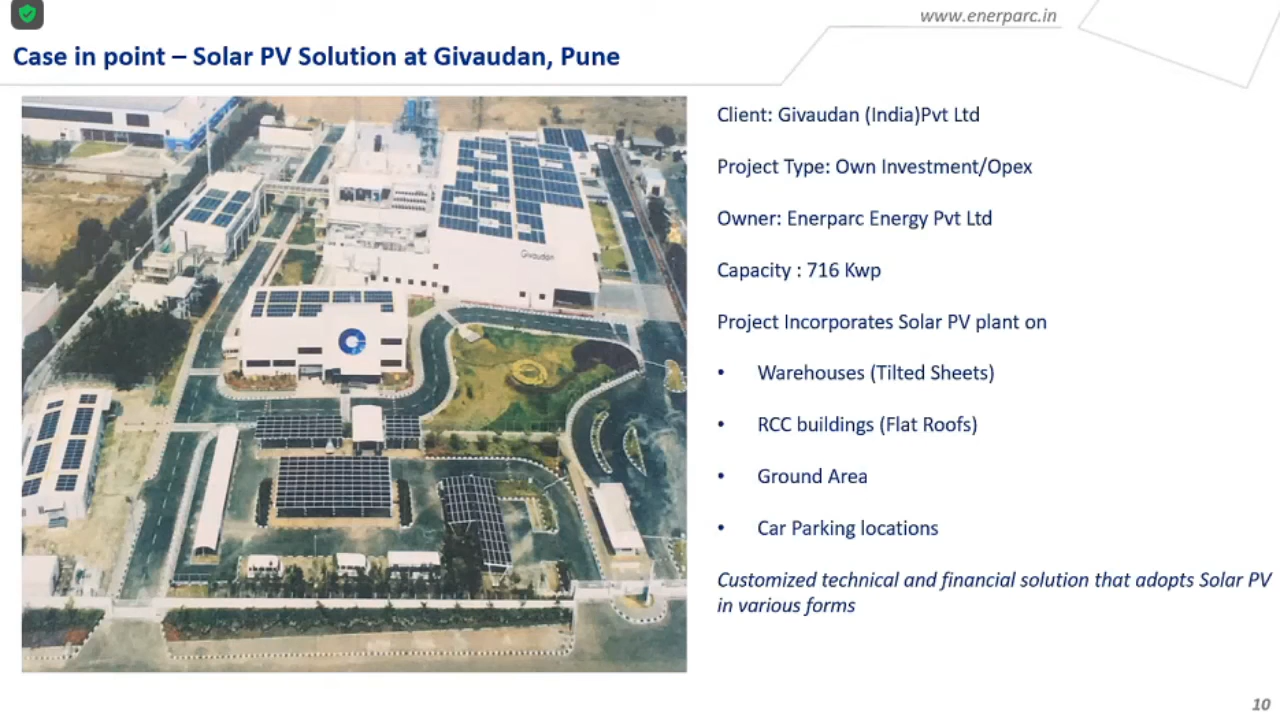 www.enerparc.in
Case in point – Solar PV Solution at Givaudan, Pune
Givaudan
Client: Givaudan (India)Pvt Ltd
Project Type: Own Investment/Opex
Owner: Enerparc Energy Pvt Ltd
Capacity : 716 Kwp
Project Incorporates Solar PV plant on
• Warehouses (Tilted Sheets)
• RCC buildings (Flat Roofs)
• Ground Area
• Car Parking locations
Customized technical and financial solution that adopts Solar PV
in various forms
10